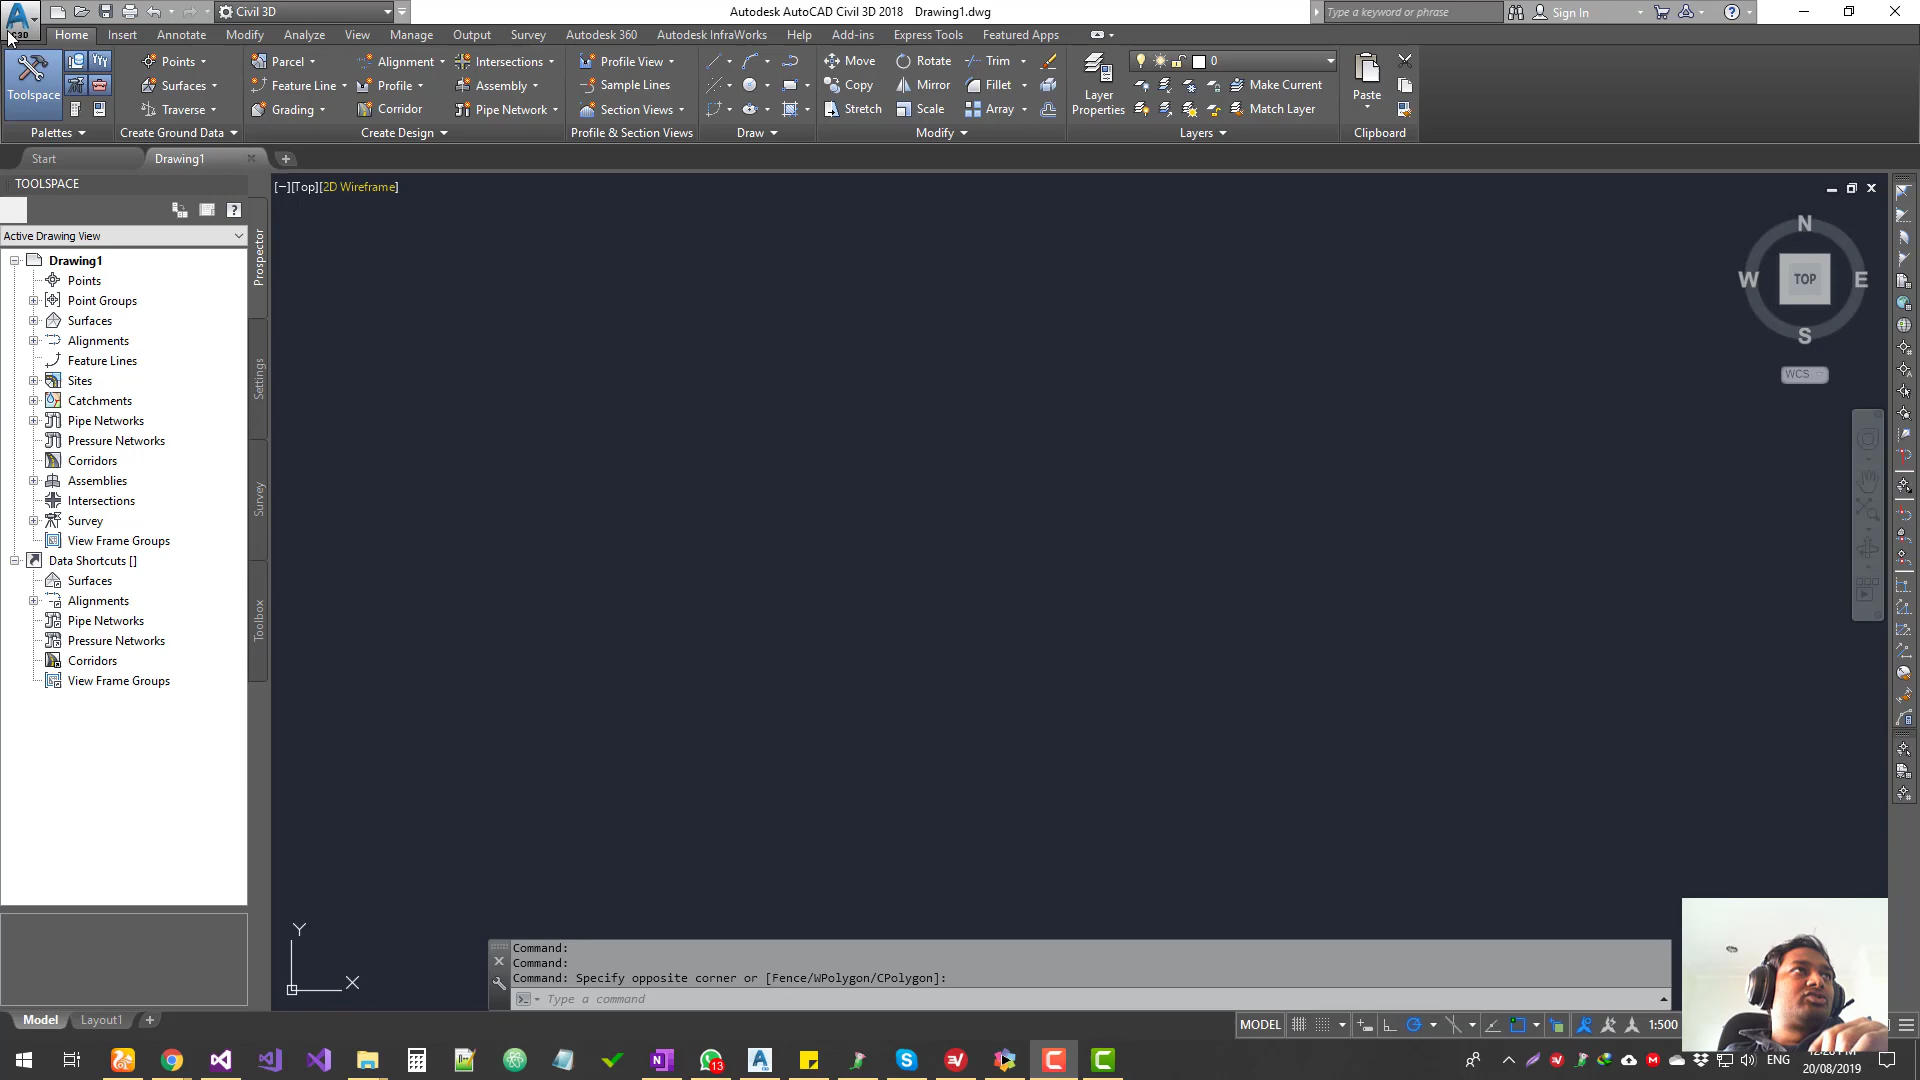 Civil 3D
Autodesk AutoCAD Civil 3D 2018 Drawing1.dwg
Type a keyword or phrase
Sign In
Home Insert Annotate Modify Analyze View Manage Output Survey Autodesk 360 Autodesk InfraWorks Help Add-ins Express Tools Featured Apps
Points Parcel Alignment Intersections Profile View Move Rotate Trim 0
Toolspace Surfaces Feature Line Profile Assembly Sample Lines Copy Mirror Fillet Layer Properties Make Current Paste
Traverse Grading Corridor Pipe Network Section Views Stretch Scale Array Match Layer
Palettes Create Ground Data Create Design Profile & Section Views Draw Modify Layers Clipboard
Start Drawing1
TOOLSPACE
[−][Top][2D Wireframe]
Active Drawing View
Drawing1
Points
Point Groups
Surfaces
Alignments
Feature Lines
Sites
Catchments
Pipe Networks
Pressure Networks
Corridors
Assemblies
Intersections
Survey
View Frame Groups
Data Shortcuts []
Surfaces
Alignments
Pipe Networks
Pressure Networks
Corridors
View Frame Groups
Prospector
Settings
Survey
Toolbox
N
W TOP E
S
WCS
Y
X
Command:
Command:
Command: Specify opposite corner or [Fence/WPolygon/CPolygon]:
Type a command
Model Layout1
MODEL 1:500
13
ENG
20/08/2019